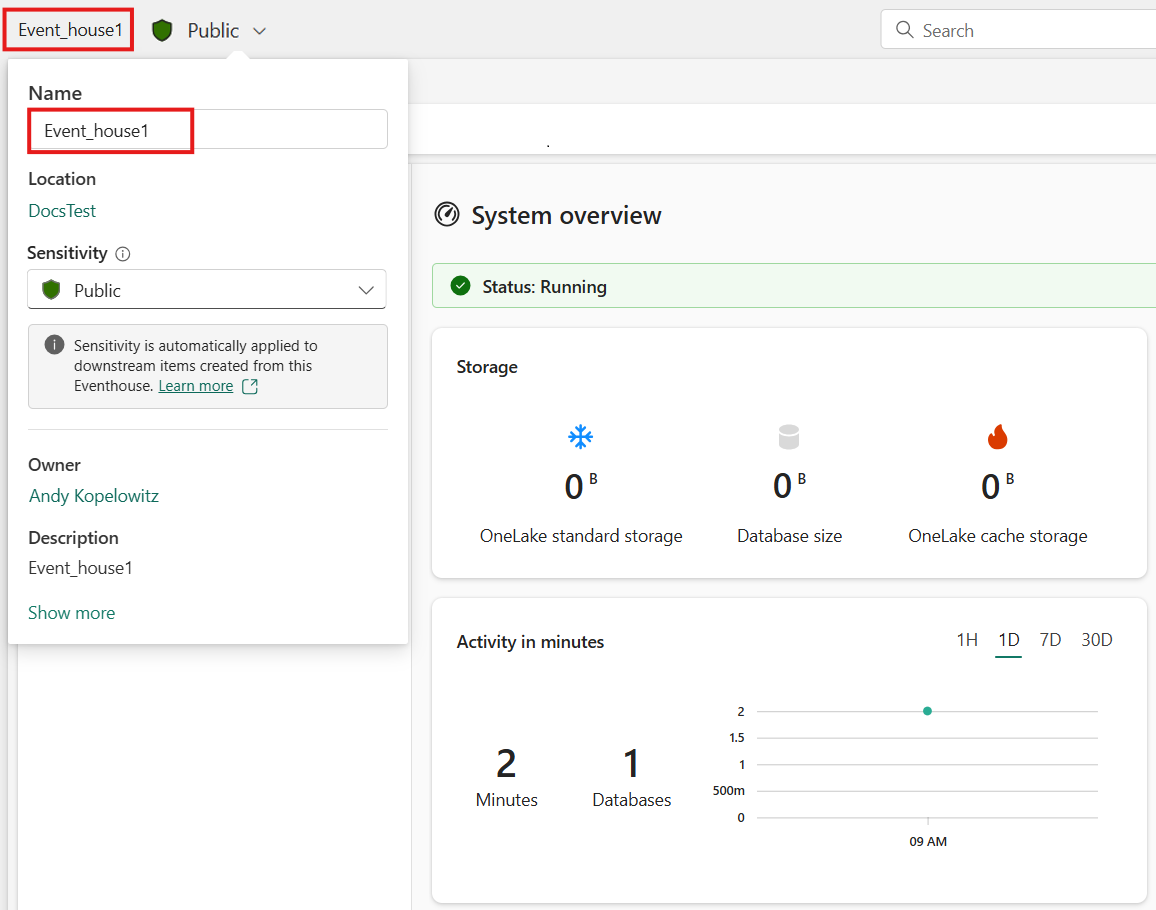 Event_house1
Public
Search
Name
Event_house1
Location
DocsTest
Sensitivity
Public
Sensitivity is automatically applied to
downstream items created from this
Eventhouse. Learn more
Owner
Andy Kopelowitz
Description
Event_house1
Show more
System overview
Status: Running
Storage
0 B
OneLake standard storage
0 B
Database size
0 B
OneLake cache storage
Activity in minutes
1H 1D 7D 30D
2
Minutes
1
Databases
2
1.5
1
500m
0
09 AM